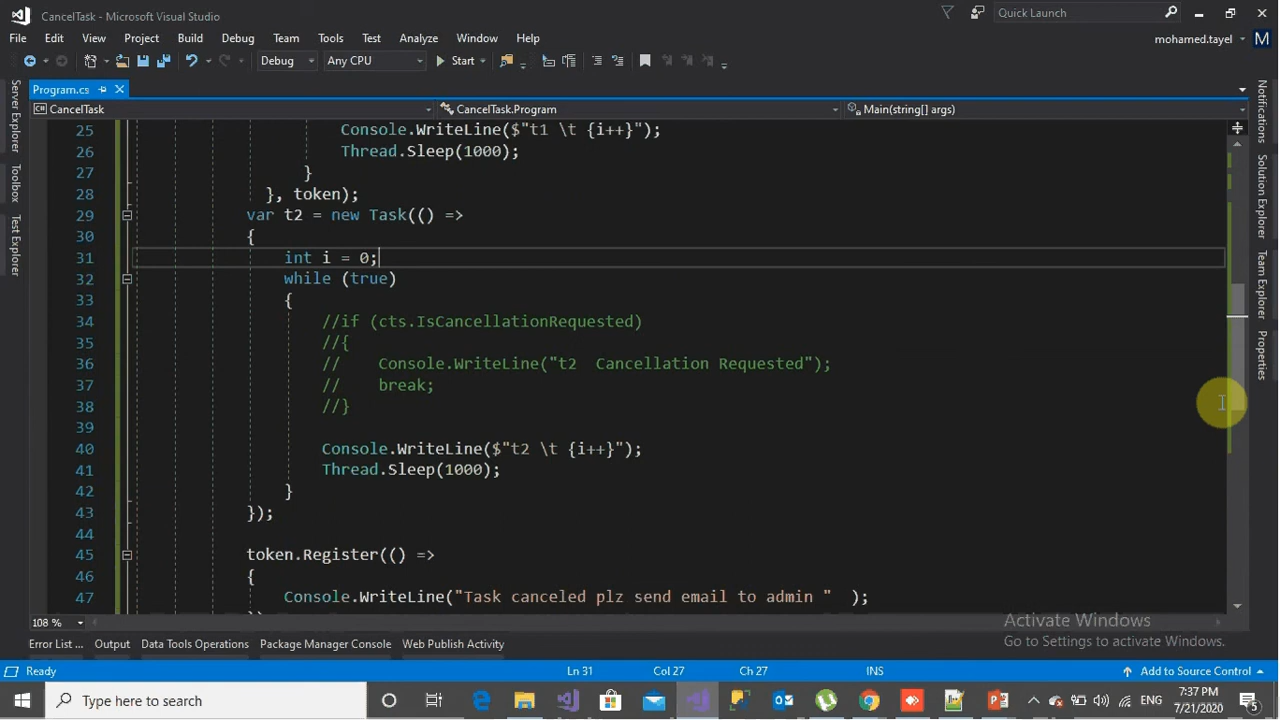 CancelTask - Microsoft Visual Studio
Quick Launch
File Edit View Project Build Debug Team Tools Test Analyze Window Help
mohamed.tayel M
Debug Any CPU Start
Program.cs
CancelTask CancelTask.Program Main(string[] args)
Server Explorer
Toolbox
Test Explorer
25 Console.WriteLine($"t1 \t {i++}");
26 Thread.Sleep(1000);
27 }
28 }, token);
29 var t2 = new Task(() =>
30 {
31 int i = 0;
32 while (true)
33 {
34 //if (cts.IsCancellationRequested)
35 //{
36 //    Console.WriteLine("t2  Cancellation Requested");
37 //    break;
38 //}
39
40 Console.WriteLine($"t2 \t {i++}");
41 Thread.Sleep(1000);
42 }
43 });
44
45 token.Register(() =>
46 {
47 Console.WriteLine("Task canceled plz send email to admin "  );
Notifications
Solution Explorer
Team Explorer
Properties
108 %
Activate Windows
Go to Settings to activate Windows.
Error List ... Output Data Tools Operations Package Manager Console Web Publish Activity
Ready Ln 31 Col 27 Ch 27 INS Add to Source Control
Type here to search
ENG
7:37 PM
7/21/2020
5